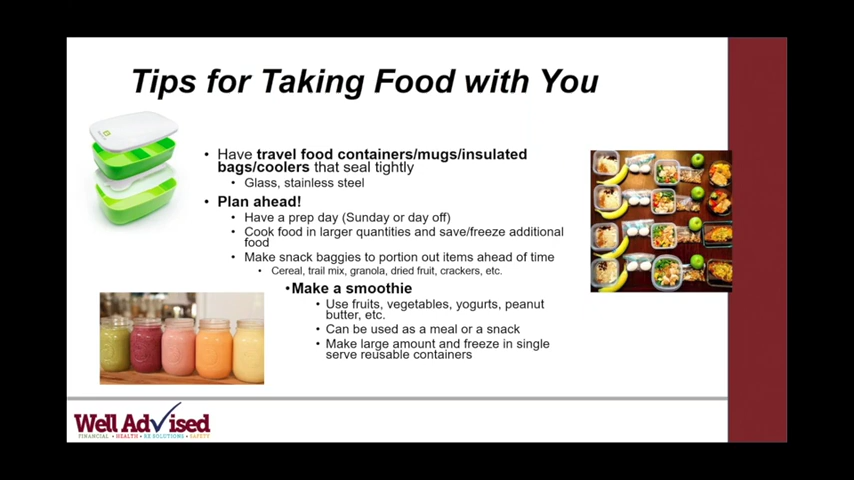 Tips for Taking Food with You
• Have travel food containers/mugs/insulated
bags/coolers that seal tightly
• Glass, stainless steel
• Plan ahead!
• Have a prep day (Sunday or day off)
• Cook food in larger quantities and save/freeze additional
food
• Make snack baggies to portion out items ahead of time
• Cereal, trail mix, granola, dried fruit, crackers, etc.
•Make a smoothie
• Use fruits, vegetables, yogurts, peanut
butter, etc.
• Can be used as a meal or a snack
• Make large amount and freeze in single
serve reusable containers
Well Advised
FINANCIAL • HEALTH • EE SOLUTIONS • SAFETY